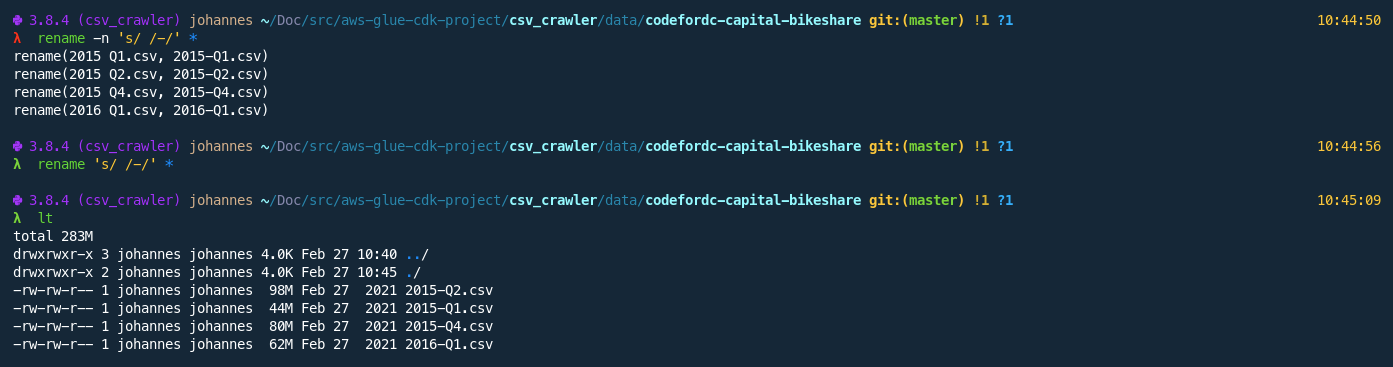 3.8.4 (csv_crawler) johannes ~/Doc/src/aws-glue-cdk-project/csv_crawler/data/codefordc-capital-bikeshare git:(master) !1 ?1 10:44:50
λ rename -n 's/ /-/' *
rename(2015 Q1.csv, 2015-Q1.csv)
rename(2015 Q2.csv, 2015-Q2.csv)
rename(2015 Q4.csv, 2015-Q4.csv)
rename(2016 Q1.csv, 2016-Q1.csv)
3.8.4 (csv_crawler) johannes ~/Doc/src/aws-glue-cdk-project/csv_crawler/data/codefordc-capital-bikeshare git:(master) !1 ?1 10:44:56
λ rename 's/ /-/' *
3.8.4 (csv_crawler) johannes ~/Doc/src/aws-glue-cdk-project/csv_crawler/data/codefordc-capital-bikeshare git:(master) !1 ?1 10:45:09
λ lt
total 283M
drwxrwxr-x 3 johannes johannes 4.0K Feb 27 10:40 ../
drwxrwxr-x 2 johannes johannes 4.0K Feb 27 10:45 ./
-rw-rw-r-- 1 johannes johannes  98M Feb 27  2021 2015-Q2.csv
-rw-rw-r-- 1 johannes johannes  44M Feb 27  2021 2015-Q1.csv
-rw-rw-r-- 1 johannes johannes  80M Feb 27  2021 2015-Q4.csv
-rw-rw-r-- 1 johannes johannes  62M Feb 27  2021 2016-Q1.csv